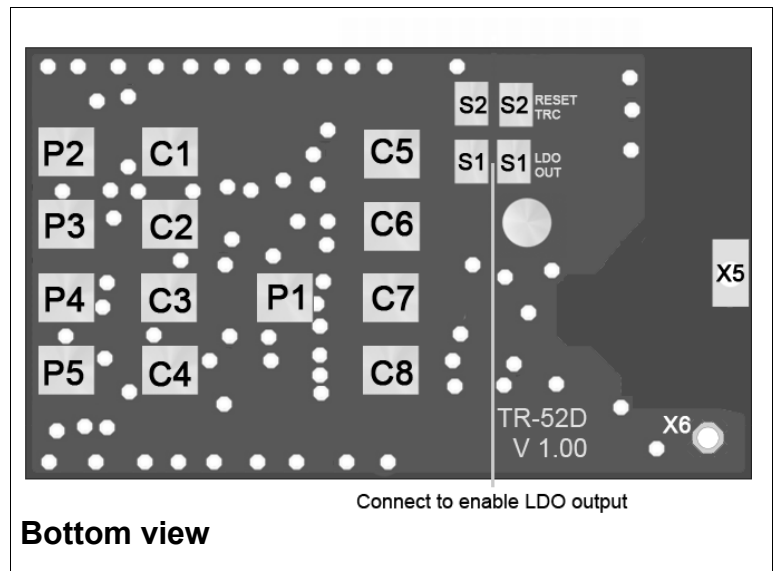 S2 S2 RESET
TRC
P2 C1 C5 S1 S1 LDO
OUT
P3 C2 C6
X5
P4 C3 P1 C7
P5 C4 C8
TR-52D
X6
V 1.00
Connect to enable LDO output
Bottom view